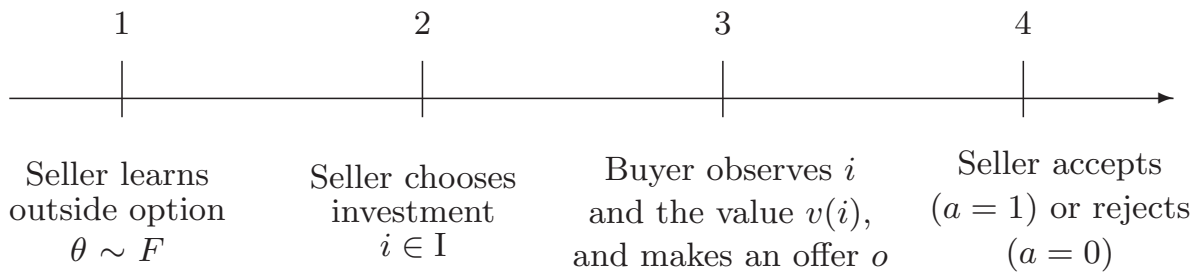 1
2
3
4
Seller learns
outside option
θ ∼ F
Seller chooses
investment
i ∈ I
Buyer observes i
and the value v(i),
and makes an offer o
Seller accepts
(a = 1) or rejects
(a = 0)